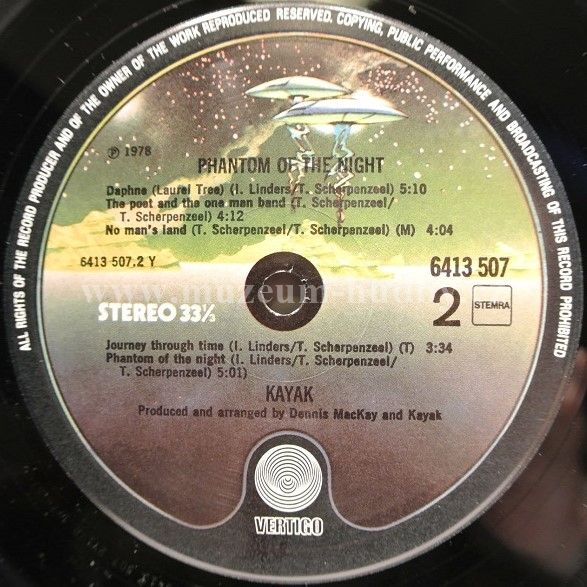 ALL RIGHTS OF THE RECORD PRODUCER AND OF THE OWNER OF THE WORK REPRODUCED RESERVED. COPYING, PUBLIC PERFORMANCE AND BROADCASTING OF THIS RECORD PROHIBITED
℗ 1978
PHANTOM OF THE NIGHT
Daphne (Laurel Tree) (I. Linders/T. Scherpenzeel) 5:10
The poet and the one man band (T. Scherpenzeel/
T. Scherpenzeel) 4:12
No man's land (T. Scherpenzeel/T. Scherpenzeel) (M) 4:04
6413 507.2 Y
6413 507
STEREO 33⅓
2
STEMRA
Journey through time (I. Linders/T. Scherpenzeel) (T) 3:34
Phantom of the night (I. Linders/T. Scherpenzeel/
T. Scherpenzeel) 5:01)
KAYAK
Produced and arranged by Dennis MacKay and Kayak
VERTIGO